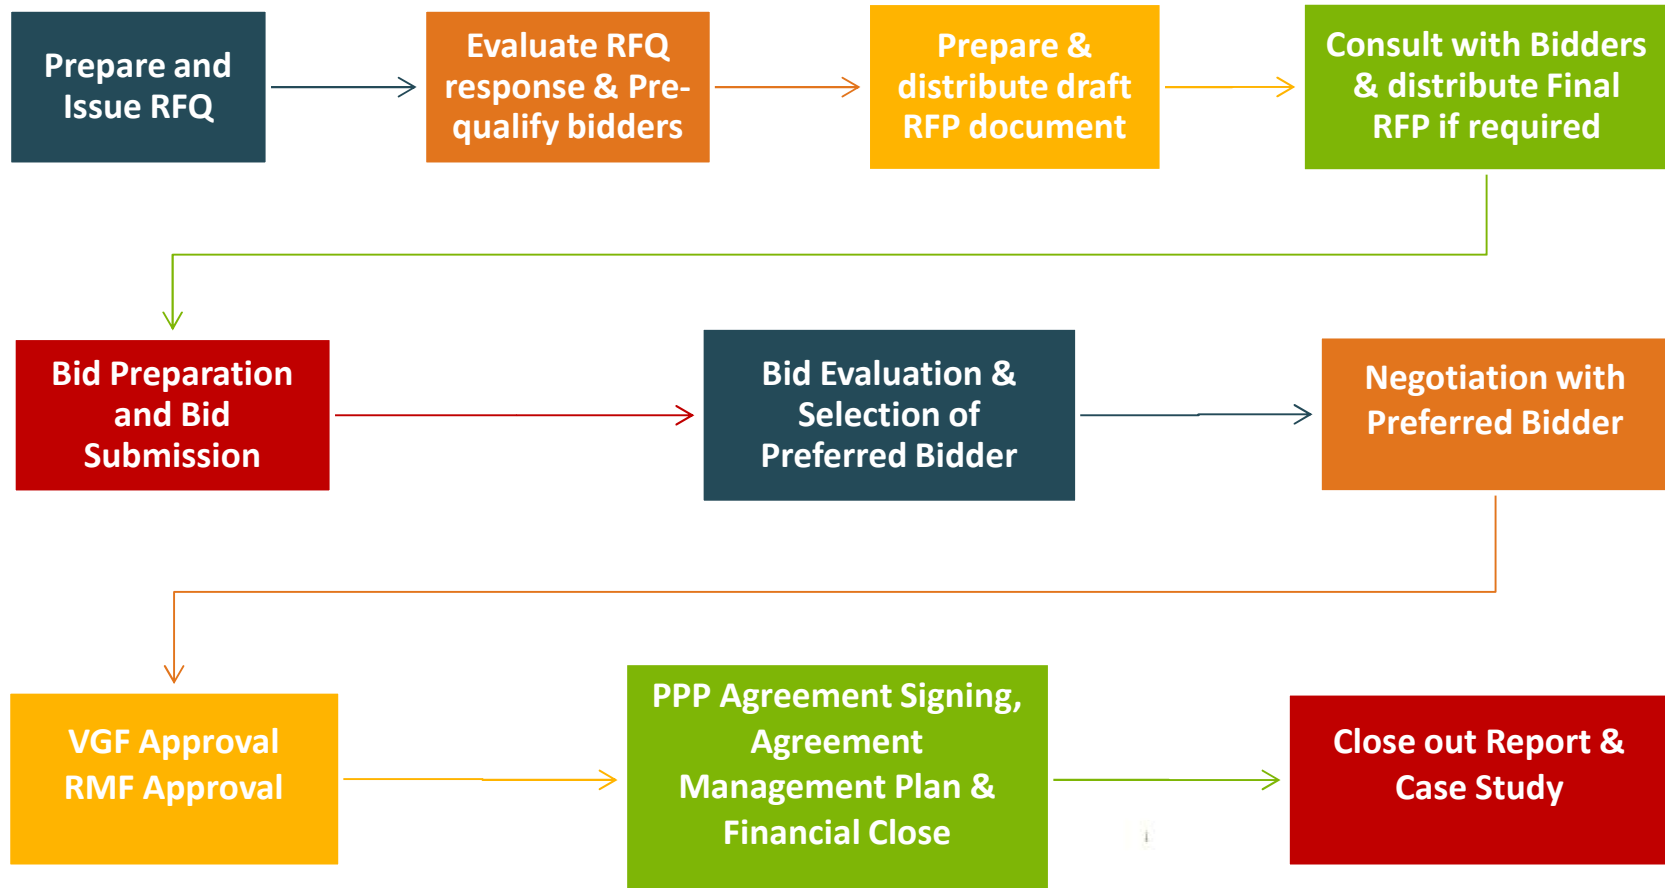 Prepare and
Issue RFQ
Evaluate RFQ
response & Pre-
qualify bidders
Prepare &
distribute draft
RFP document
Consult with Bidders
& distribute Final
RFP if required
Bid Preparation
and Bid
Submission
Bid Evaluation &
Selection of
Preferred Bidder
Negotiation with
Preferred Bidder
VGF Approval
RMF Approval
PPP Agreement Signing,
Agreement
Management Plan &
Financial Close
Close out Report &
Case Study